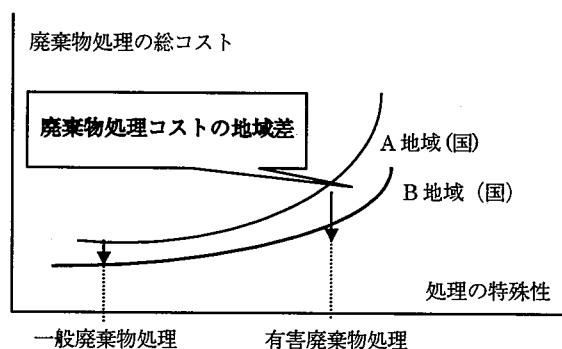 廃棄物処理の総コスト
廃棄物処理コストの地域差
A地域(国)
B地域（国）
処理の特殊性
一般廃棄物処理
有害廃棄物処理